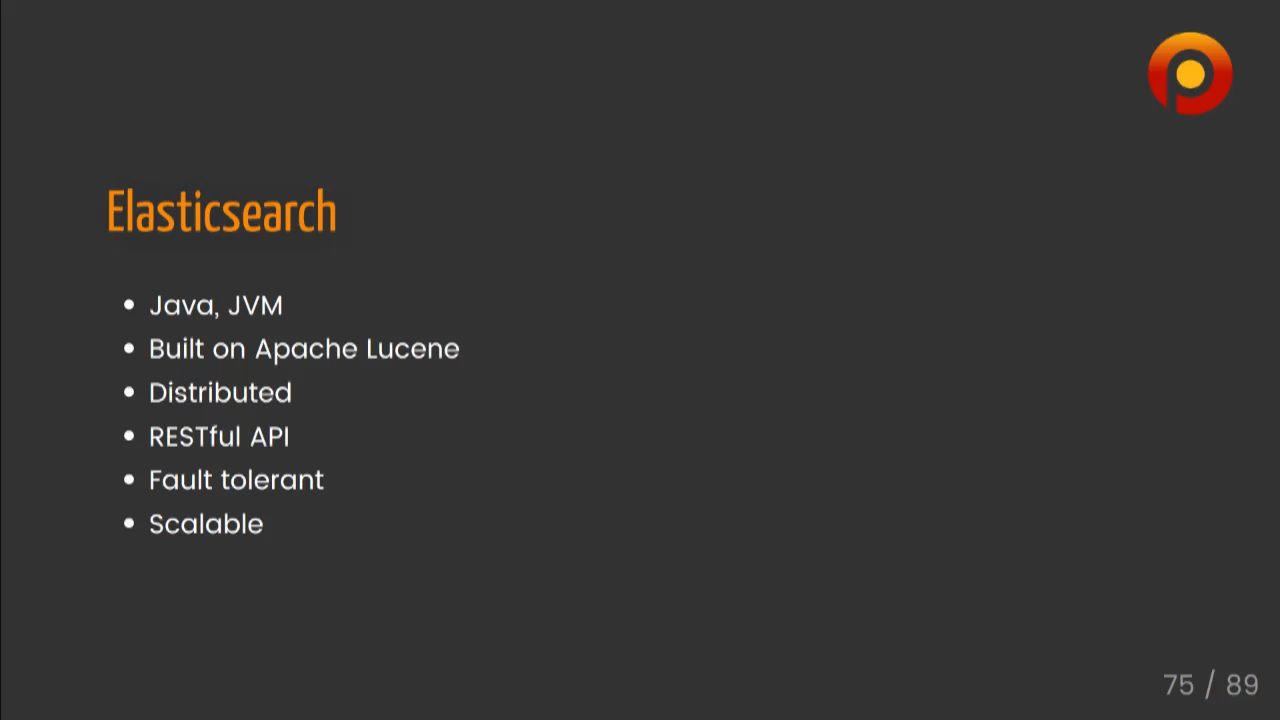 Elasticsearch
Java, JVM
Built on Apache Lucene
Distributed
RESTful API
Fault tolerant
Scalable
75 / 89